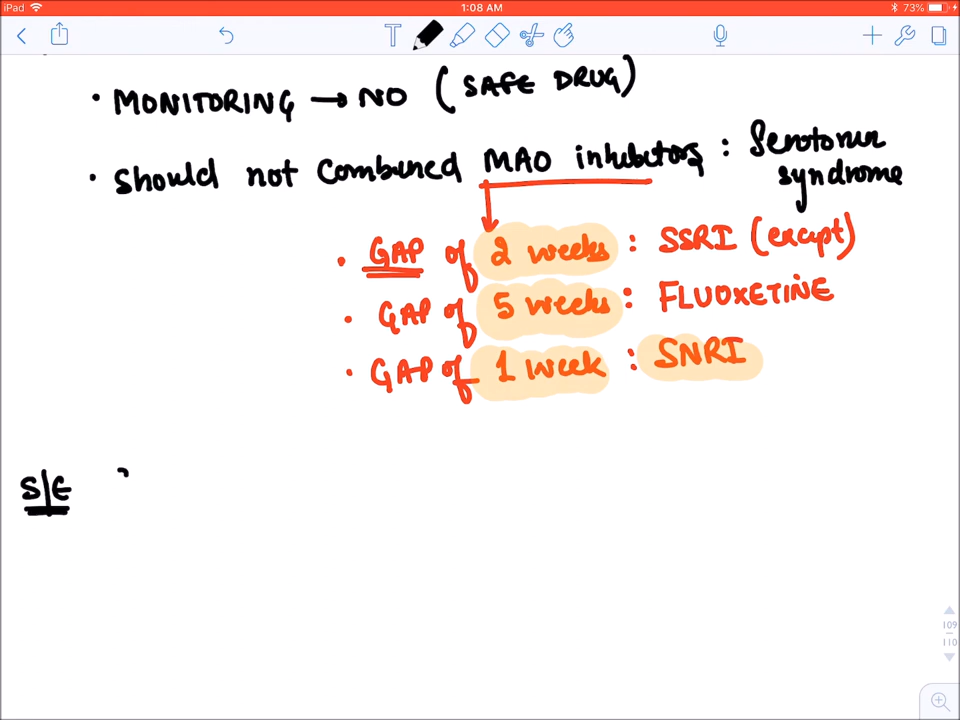 iPad 1:08 AM 73%
• MONITORING → NO (SAFE DRUG)
• Should not Combined MAO inhibitors : Serotonin syndrome
• GAP of 2 weeks : SSRI (except)
• GAP of 5 weeks : FLUOXETINE
• GAP of 1 week : SNRI
S/E
109
110